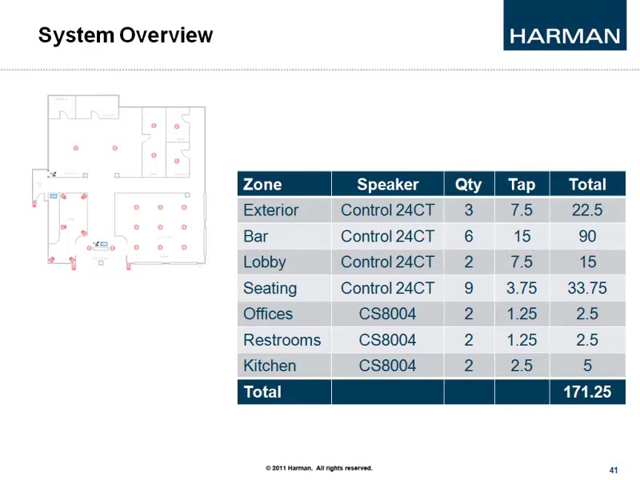 System Overview
HARMAN
Zone Speaker Qty Tap Total
Exterior Control 24CT 3 7.5 22.5
Bar Control 24CT 6 15 90
Lobby Control 24CT 2 7.5 15
Seating Control 24CT 9 3.75 33.75
Offices CS8004 2 1.25 2.5
Restrooms CS8004 2 1.25 2.5
Kitchen CS8004 2 2.5 5
Total 171.25
© 2011 Harman. All rights reserved.
41